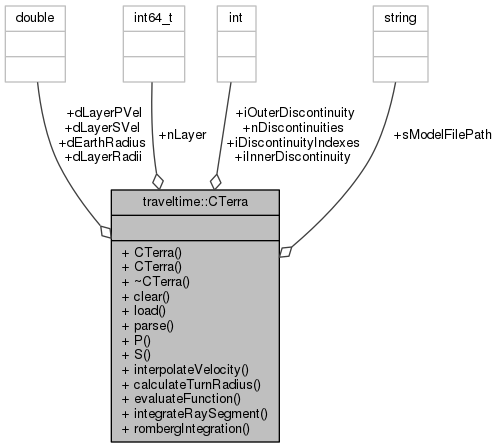 double
int64_t
int
string
+dLayerPVel
+dLayerSVel
+dEarthRadius
+dLayerRadii
+nLayer
+iOuterDiscontinuity
+nDiscontinuities
+iDiscontinuityIndexes
+iInnerDiscontinuity
+sModelFilePath
traveltime::CTerra
+ CTerra()
+ CTerra()
+ ~CTerra()
+ clear()
+ load()
+ parse()
+ P()
+ S()
+ interpolateVelocity()
+ calculateTurnRadius()
+ evaluateFunction()
+ integrateRaySegment()
+ rombergIntegration()